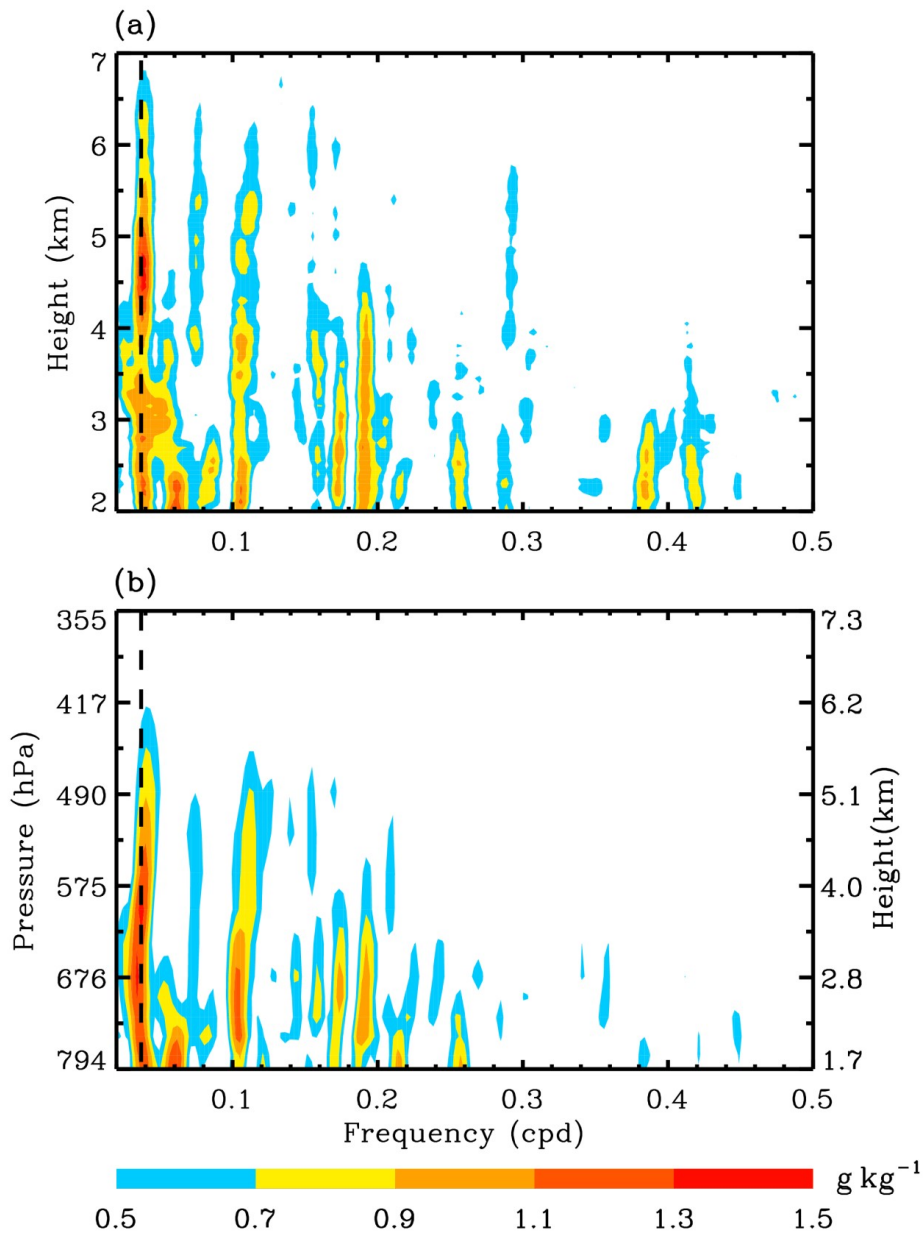 (a)
7
6
5
4
3
2
Height (km)
0.1 0.2 0.3 0.4 0.5
(b)
355 7.3
417 6.2
490 5.1
575 4.0
676 2.8
794 1.7
Pressure (hPa)
Height(km)
0.1 0.2 0.3 0.4 0.5
Frequency (cpd)
g kg⁻¹
0.5 0.7 0.9 1.1 1.3 1.5